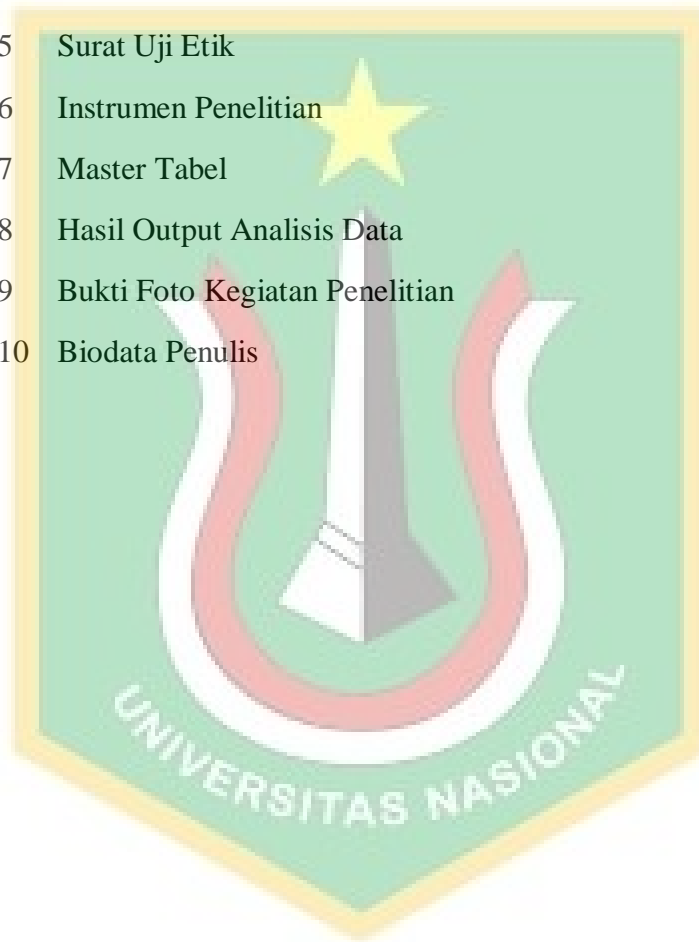 5 Surat Uji Etik
6 Instrumen Penelitian
7 Master Tabel
8 Hasil Output Analisis Data
9 Bukti Foto Kegiatan Penelitian
10 Biodata Penulis
UNIVERSITAS NASIONAL